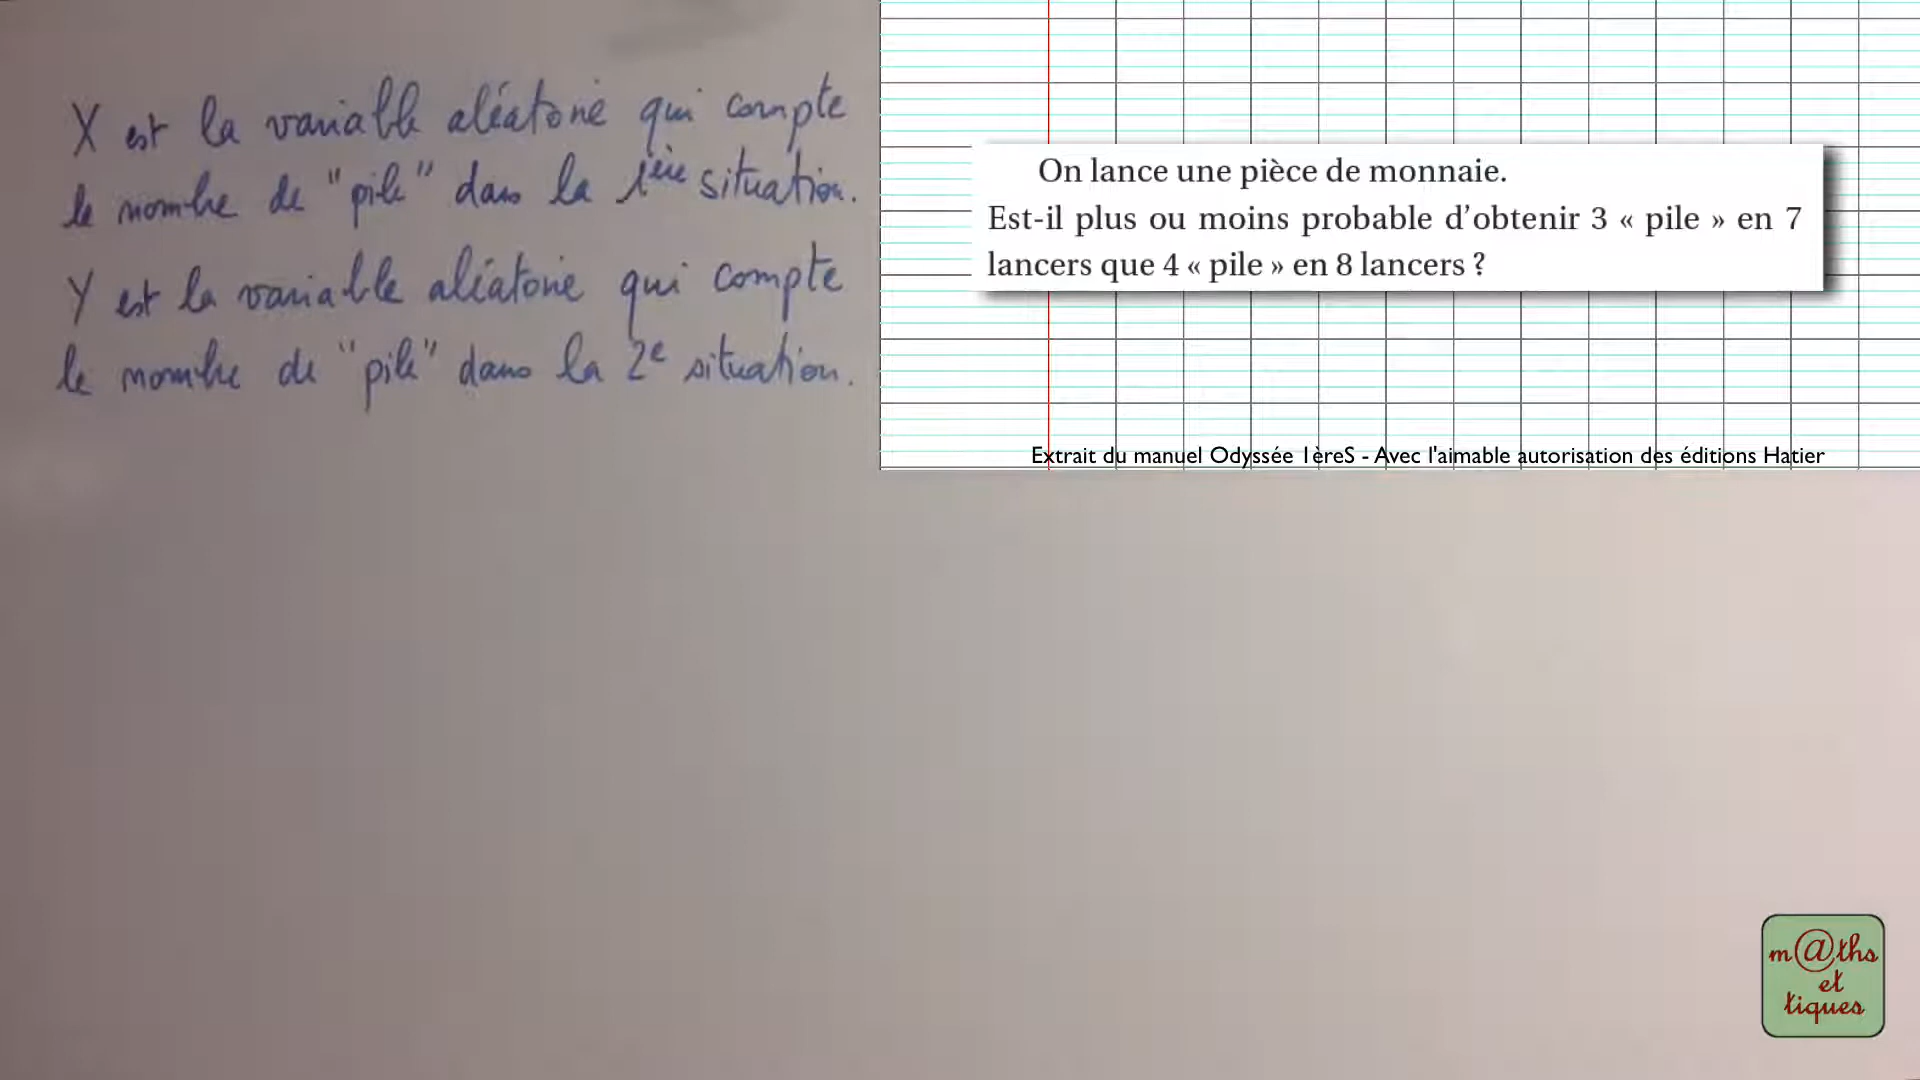 X est la variable aléatoire qui compte
le nombre de "pile" dans la 1ère situation.
Y est la variable aléatoire qui compte
le nombre de "pile" dans la 2e situation.
On lance une pièce de monnaie.
Est-il plus ou moins probable d'obtenir 3 « pile » en 7
lancers que 4 « pile » en 8 lancers ?
Extrait du manuel Odyssée 1èreS - Avec l'aimable autorisation des éditions Hatier
m@ths
et
tiques